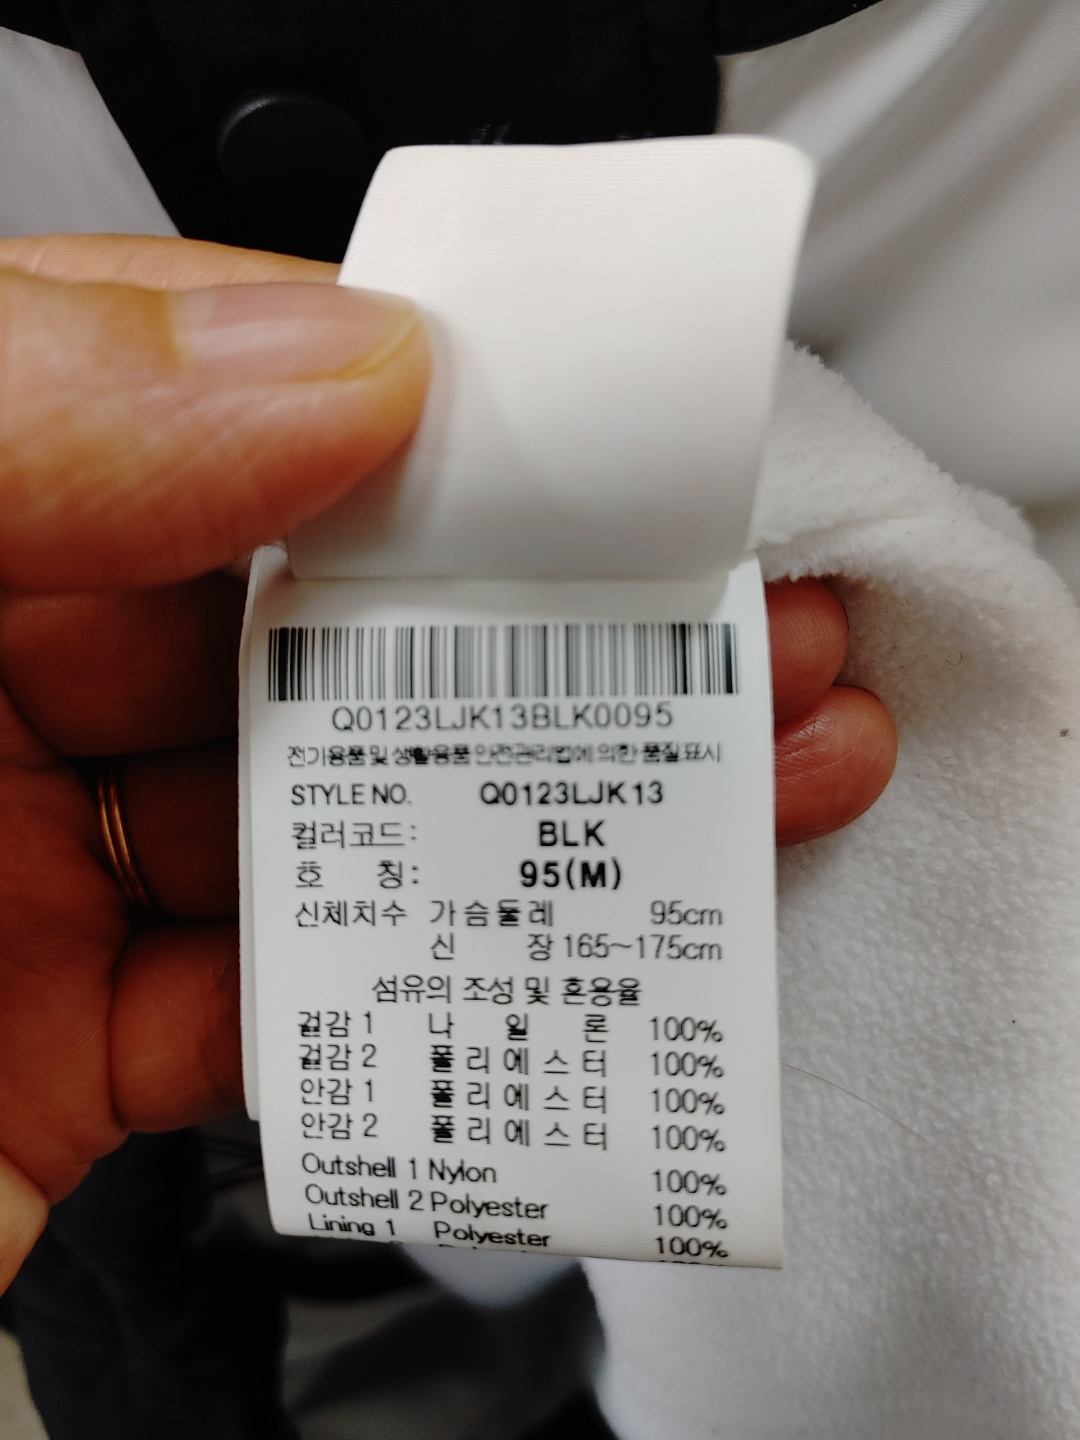 Q0123LJK13BLK0095
전기용품 및 생활용품 안전관리법에 의한 품질표시
STYLE NO. Q0123LJK13
컬러코드: BLK
호 칭: 95(M)
신체치수 가슴둘레 95cm
신 장 165~175cm
섬유의 조성 및 혼용율
겉감 1 나 일 론 100%
겉감 2 폴 리 에 스 터 100%
안감 1 폴 리 에 스 터 100%
안감 2 폴 리 에 스 터 100%
Outshell 1 Nylon 100%
Outshell 2 Polyester 100%
Lining 1 Polyester 100%